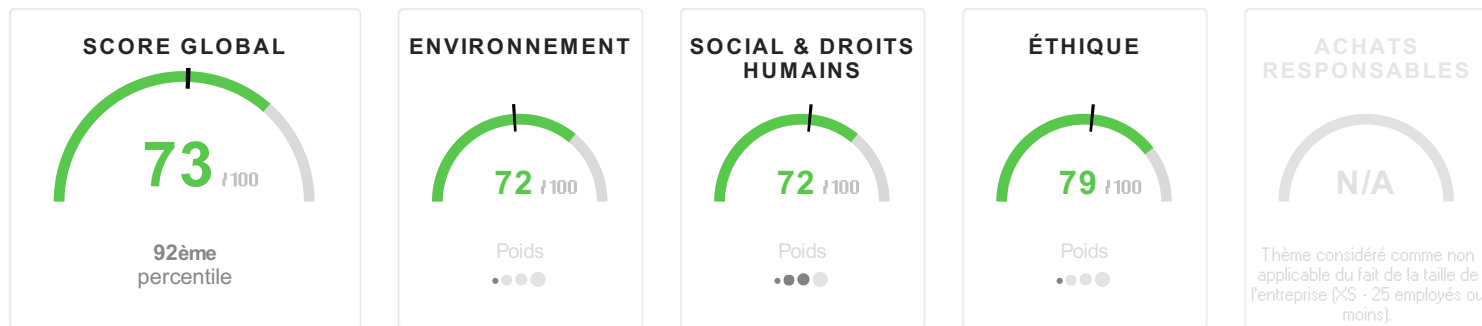 SCORE GLOBAL
73 /100
92ème
percentile
ENVIRONNEMENT
72 /100
Poids
SOCIAL & DROITS
HUMAINS
72 /100
Poids
ÉTHIQUE
79 /100
Poids
ACHATS
RESPONSABLES
N/A
Thème considéré comme non
applicable du fait de la taille de
l'entreprise (XS - 25 employés ou
moins).